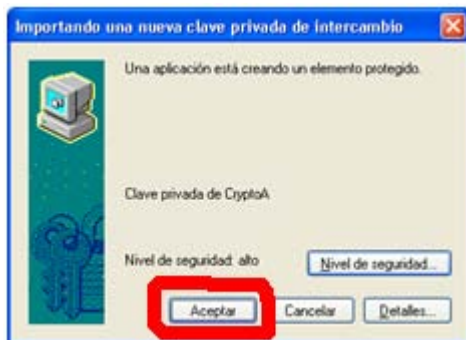 Importando una nueva clave privada de intercambio
Una aplicación está creando un elemento protegido.
Clave privada de CryptoA
Nivel de seguridad: alto
Nivel de seguridad...
Aceptar
Cancelar
Detalles...